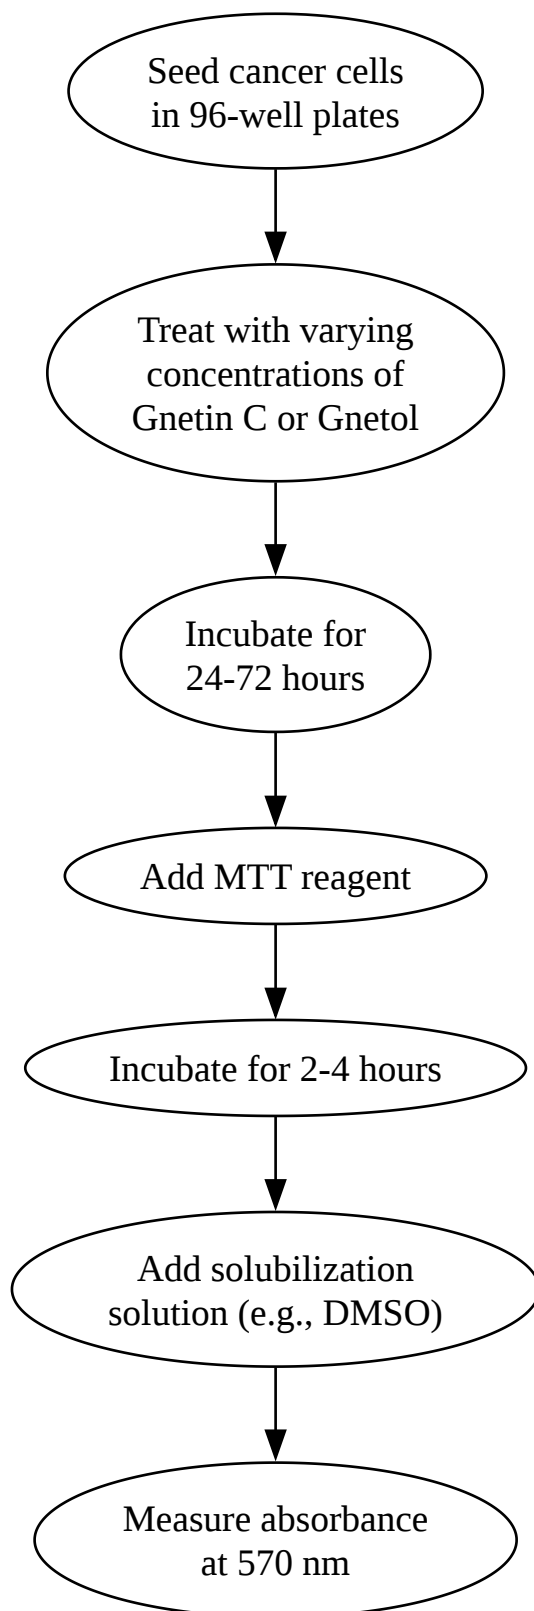 Seed cancer cells
in 96-well plates
Treat with varying
concentrations of
Gnetin C or Gnetol
Incubate for
24-72 hours
Add MTT reagent
Incubate for 2-4 hours
Add solubilization
solution (e.g., DMSO)
Measure absorbance
at 570 nm